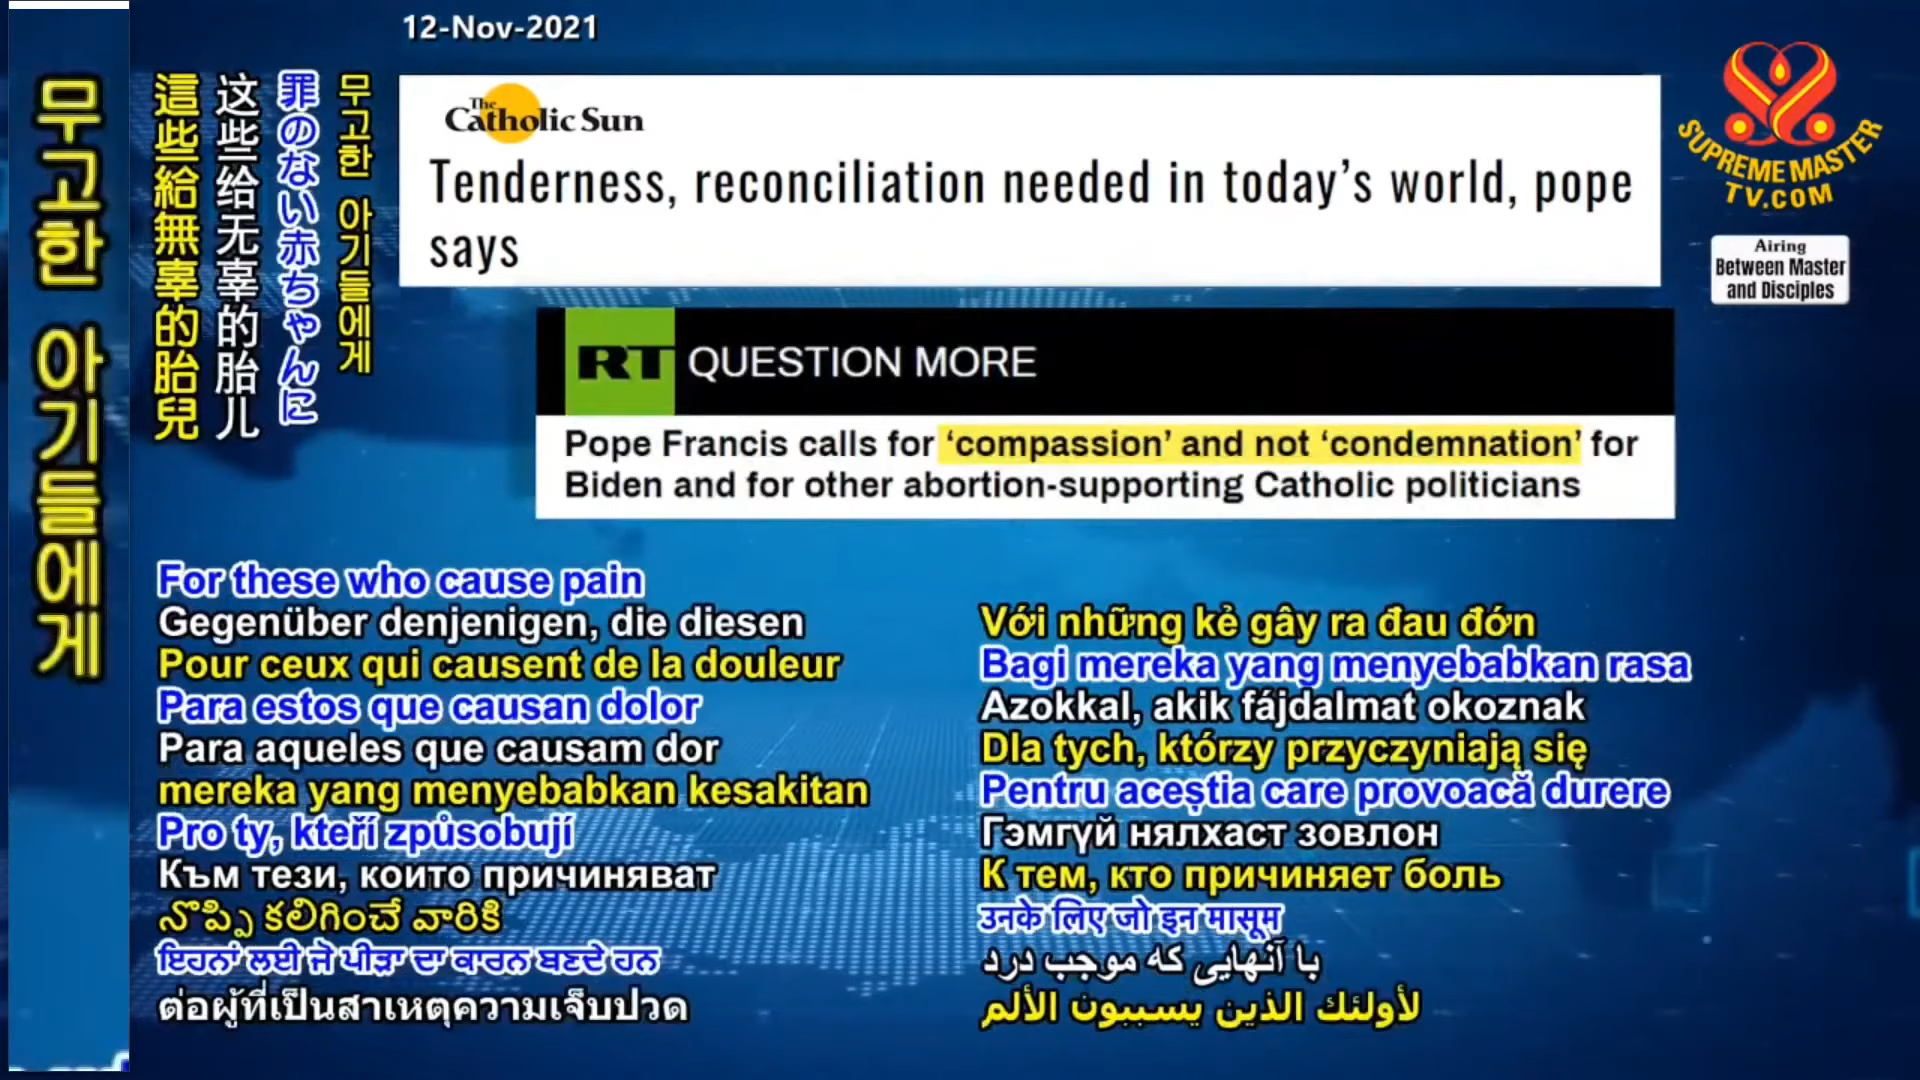 12-Nov-2021
무고한 아기들에게
這些給無辜的胎兒
这些给无辜的胎儿
罪のない赤ちゃんに
무고한 아기들에게
The Catholic Sun
Tenderness, reconciliation needed in today’s world, pope
says
SUPREME MASTER
TV.COM
Airing
Between Master
and Disciples
RT QUESTION MORE
Pope Francis calls for ‘compassion’ and not ‘condemnation’ for
Biden and for other abortion-supporting Catholic politicians
For these who cause pain
Gegenüber denjenigen, die diesen
Pour ceux qui causent de la douleur
Para estos que causan dolor
Para aqueles que causam dor
mereka yang menyebabkan kesakitan
Pro ty, kteří způsobují
Към тези, които причиняват
నొప్పి కలిగించే వారికి
ਇਹਨਾਂ ਲਈ ਜੋ ਪੀੜਾ ਦਾ ਕਾਰਨ ਬਣਦੇ ਹਨ
ต่อผู้ที่เป็นสาเหตุความเจ็บปวด
Với những kẻ gây ra đau đớn
Bagi mereka yang menyebabkan rasa
Azokkal, akik fájdalmat okoznak
Dla tych, którzy przyczyniają się
Pentru aceștia care provoacă durere
Гэмгүй нялхаст зовлон
К тем, кто причиняет боль
उनके लिए जो इन मासूम
با آنهایی که موجب درد
لأولئك الذين يسببون الألم